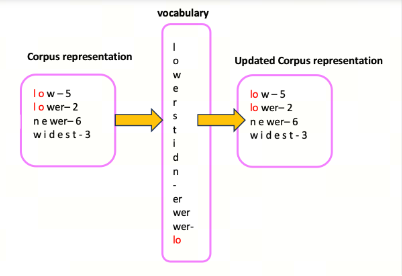 vocabulary
Corpus representation
l o w – 5
l o wer– 2
n e wer– 6
w i d e s t - 3
l
o
w
e
r
s
t
i
d
n
-
er
wer
wer-
lo
Updated Corpus representation
lo w – 5
lo wer– 2
n e wer– 6
w i d e s t - 3